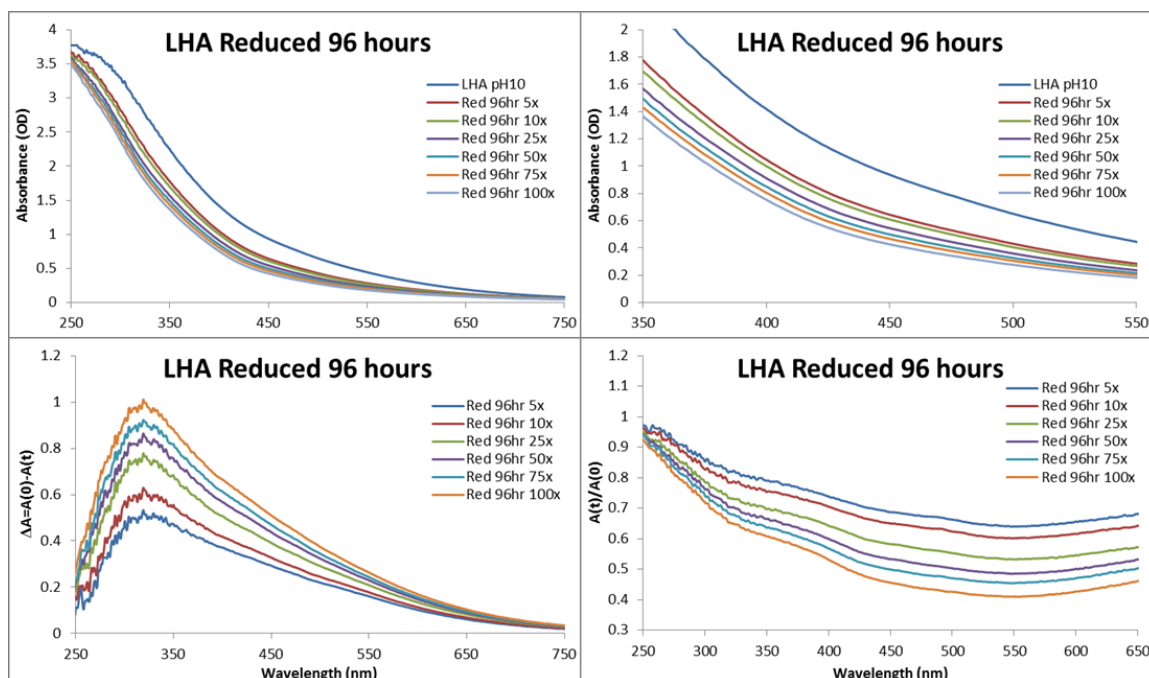 LHA Reduced 96 hours
Absorbance (OD)
4
3.5
3
2.5
2
1.5
1
0.5
0
250
350
450
550
650
750
LHA pH10
Red 96hr 5x
Red 96hr 10x
Red 96hr 25x
Red 96hr 50x
Red 96hr 75x
Red 96hr 100x
LHA Reduced 96 hours
Absorbance (OD)
2
1.8
1.6
1.4
1.2
1
0.8
0.6
0.4
0.2
0
350
400
450
500
550
LHA pH10
Red 96hr 5x
Red 96hr 10x
Red 96hr 25x
Red 96hr 50x
Red 96hr 75x
Red 96hr 100x
LHA Reduced 96 hours
ΔA=A(0)-A(t)
1.2
1
0.8
0.6
0.4
0.2
0
250
350
450
550
650
750
Wavelength (nm)
Red 96hr 5x
Red 96hr 10x
Red 96hr 25x
Red 96hr 50x
Red 96hr 75x
Red 96hr 100x
LHA Reduced 96 hours
A(t)/A(0)
1.2
1.1
1
0.9
0.8
0.7
0.6
0.5
0.4
0.3
250
300
350
400
450
500
550
600
650
Wavelength (nm)
Red 96hr 5x
Red 96hr 10x
Red 96hr 25x
Red 96hr 50x
Red 96hr 75x
Red 96hr 100x